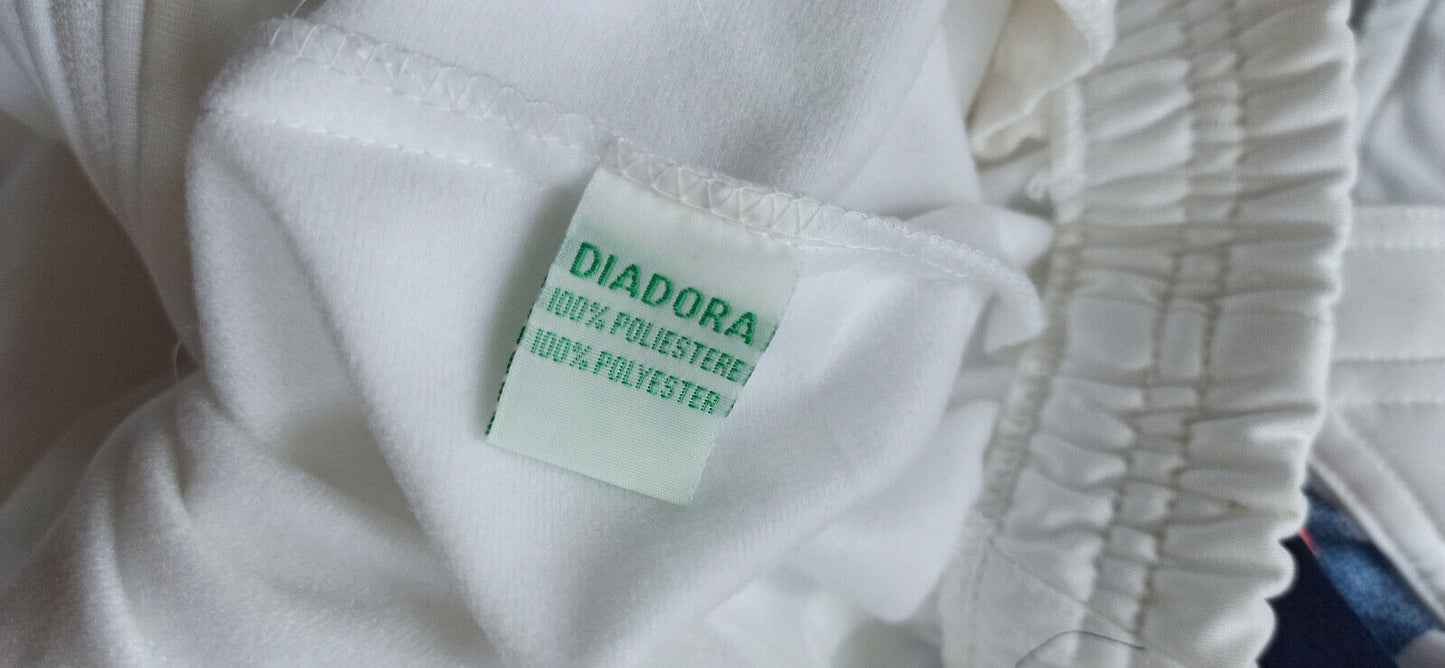 DIADORA
100% POLIESTERE
100% POLYESTER